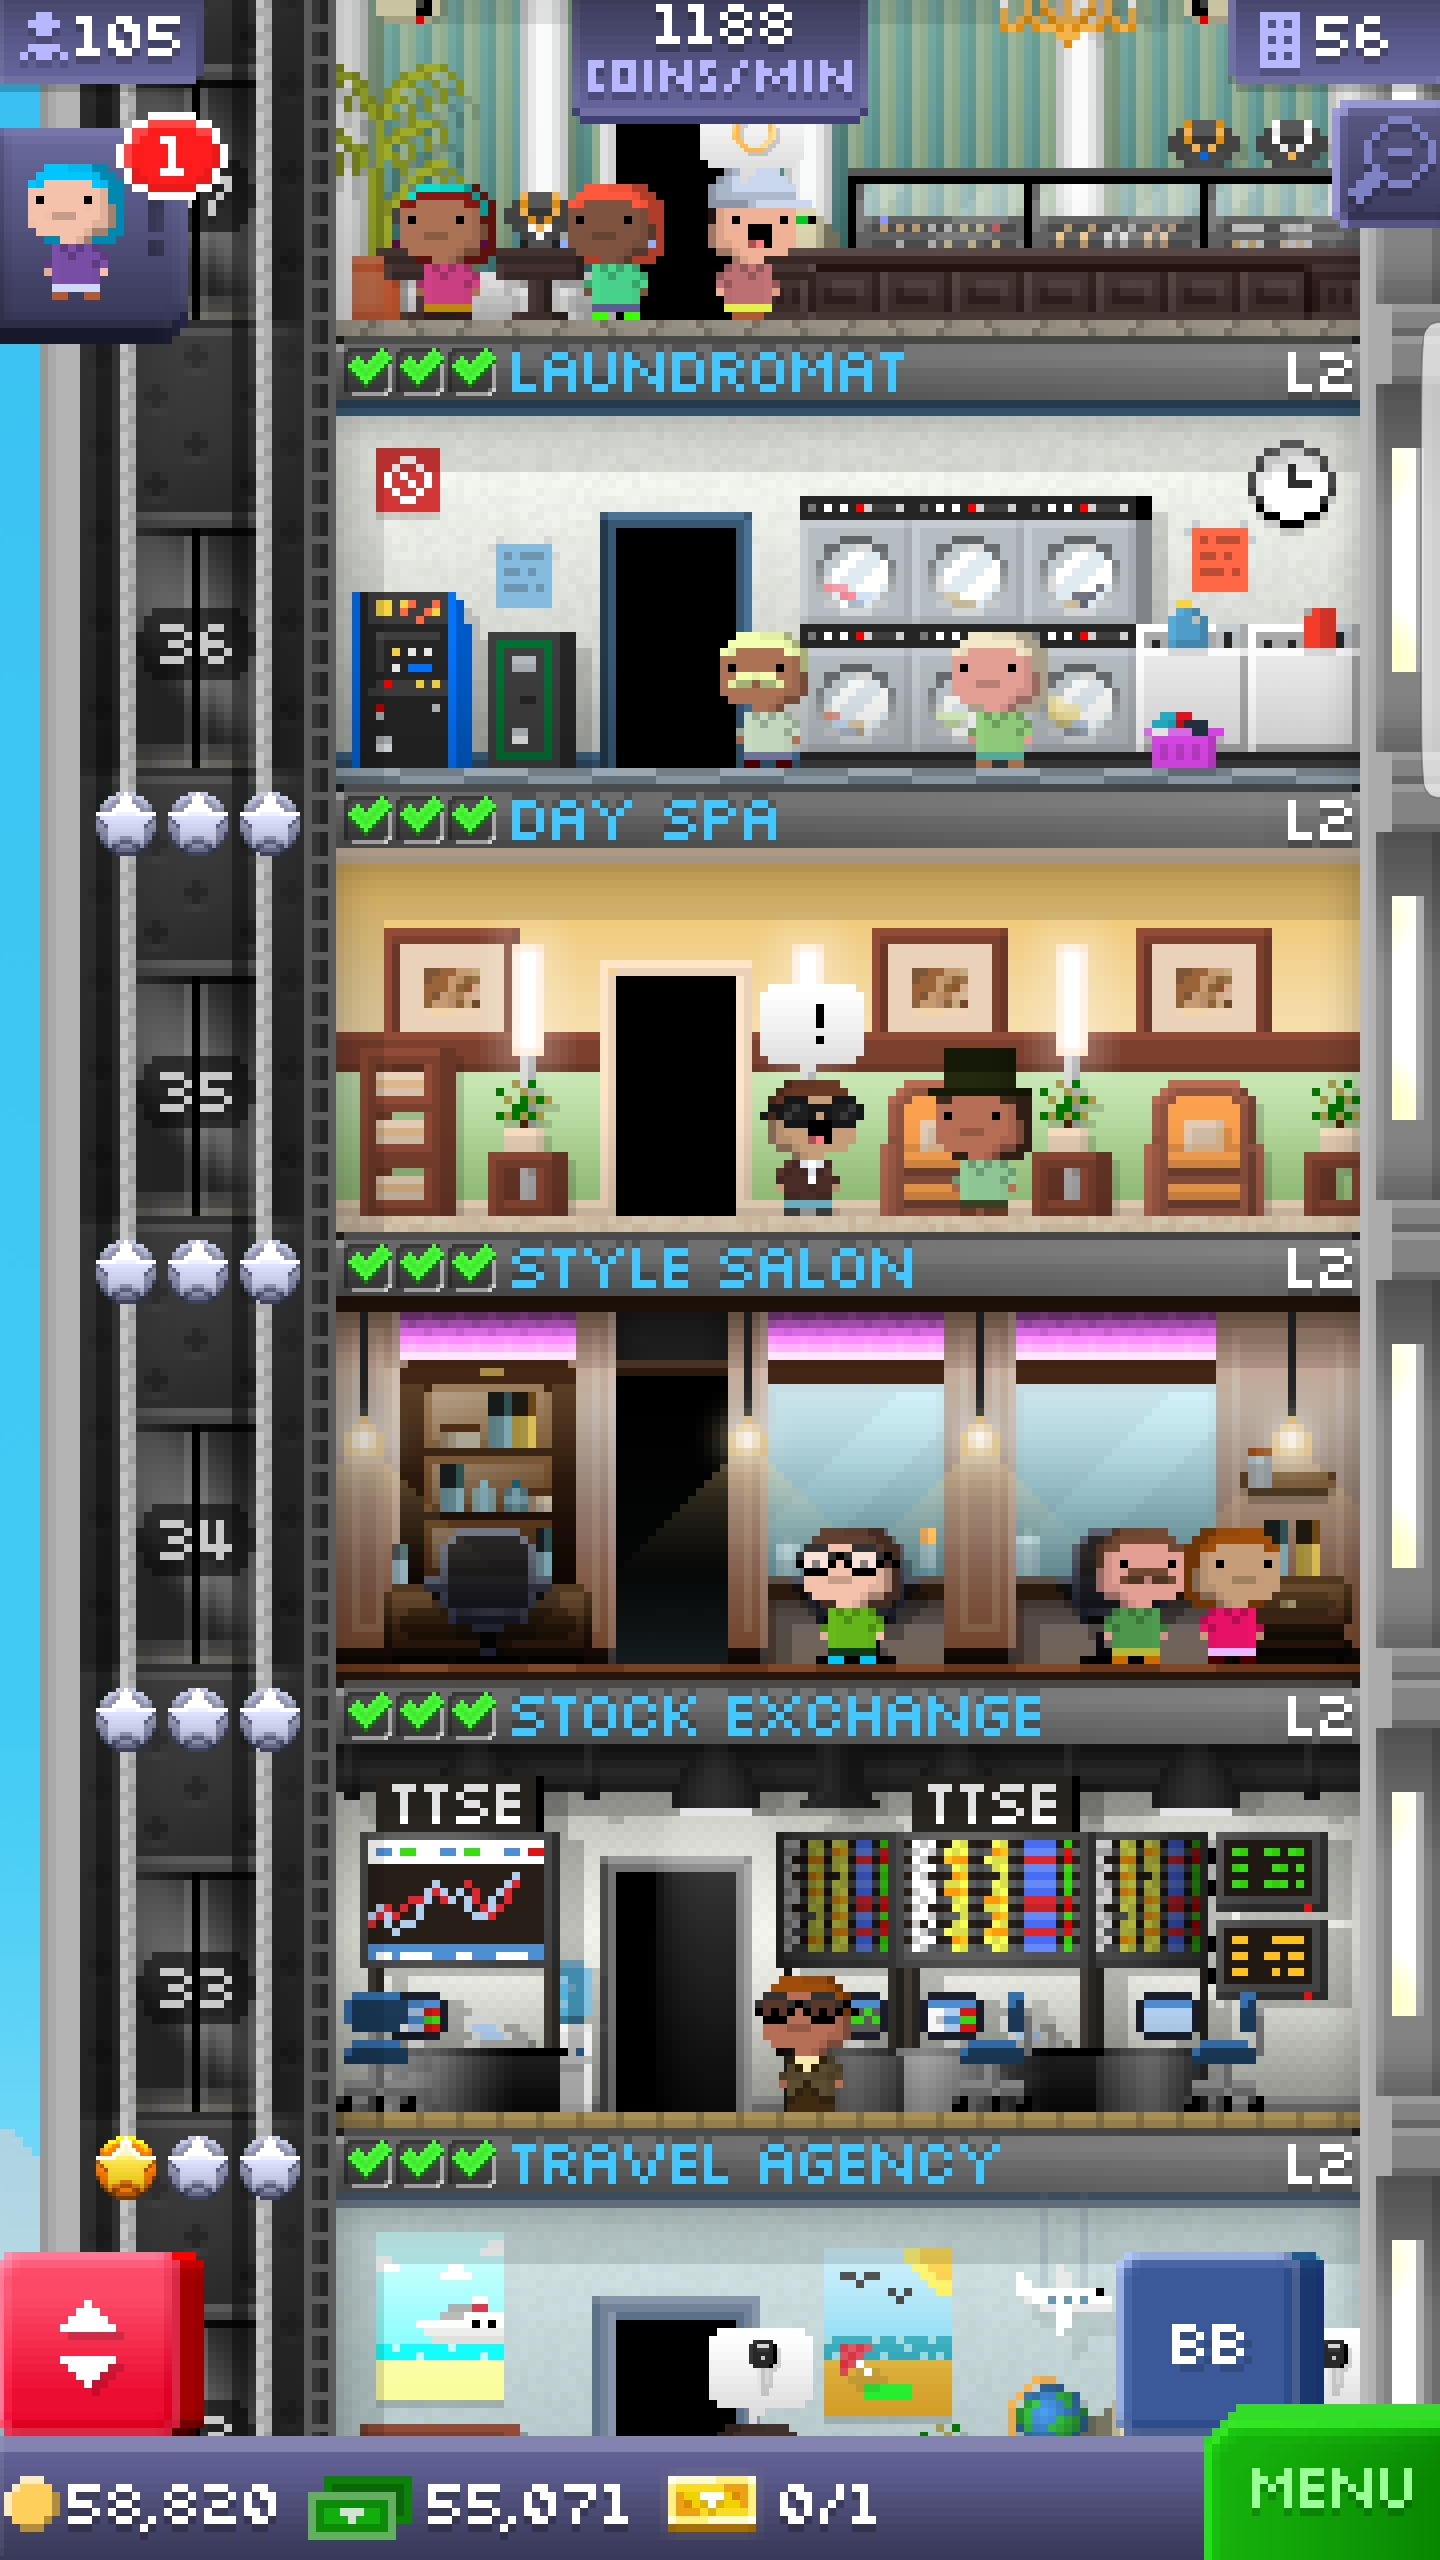 105
1188
COINS/MIN
56
1
LAUNDROMAT L2
36
DAY SPA L2
!
35
STYLE SALON L2
34
STOCK EXCHANGE L2
TTSE TTSE
33
TRAVEL AGENCY L2
BB
58,820 55,071 0/1
MENU